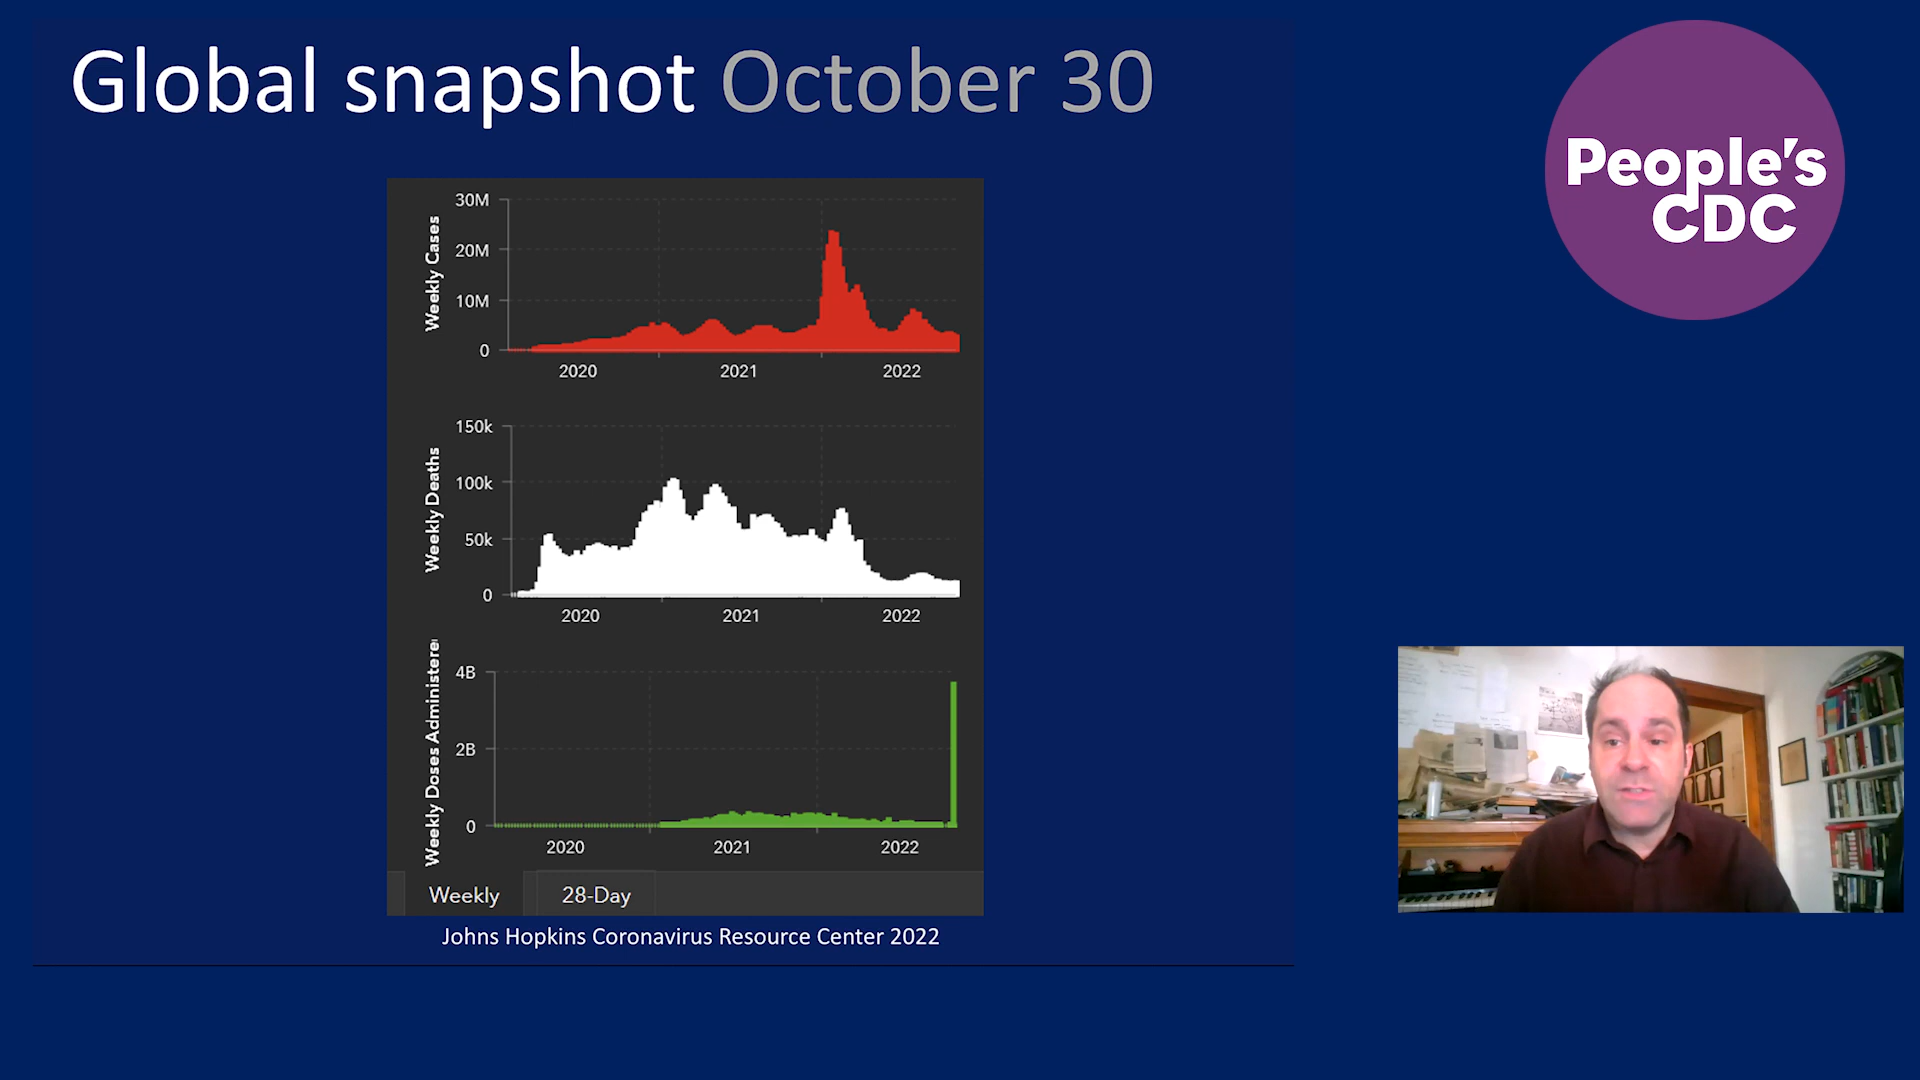 Global snapshot October 30
People's
CDC
Weekly Cases
30M
20M
10M
0
2020
2021
2022
Weekly Deaths
150k
100k
50k
0
2020
2021
2022
Weekly Doses Administere
4B
2B
0
2020
2021
2022
Weekly
28-Day
Johns Hopkins Coronavirus Resource Center 2022